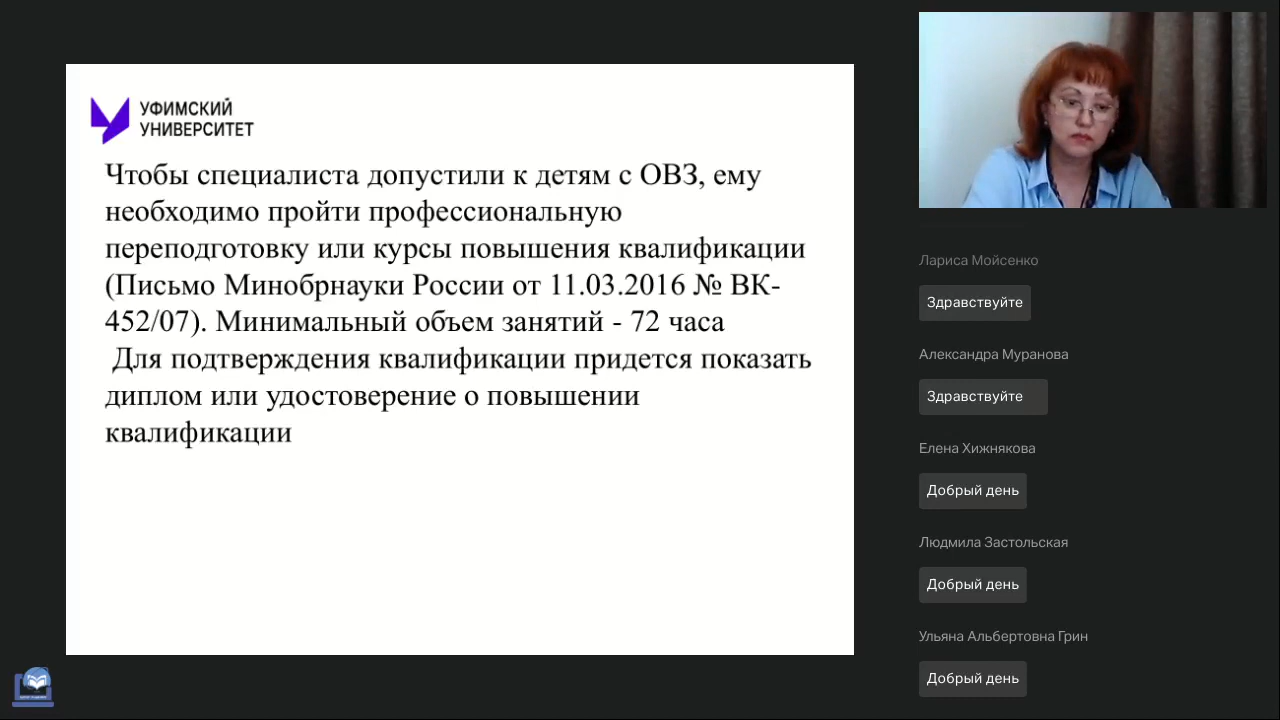 УФИМСКИЙ
УНИВЕРСИТЕТ
Чтобы специалиста допустили к детям с ОВЗ, ему
необходимо пройти профессиональную
переподготовку или курсы повышения квалификации
(Письмо Минобрнауки России от 11.03.2016 № ВК-
452/07). Минимальный объем занятий - 72 часа
Для подтверждения квалификации придется показать
диплом или удостоверение о повышении
квалификации
Лариса Мойсенко
Здравствуйте
Александра Муранова
Здравствуйте
Елена Хижнякова
Добрый день
Людмила Застольская
Добрый день
Ульяна Альбертовна Грин
Добрый день